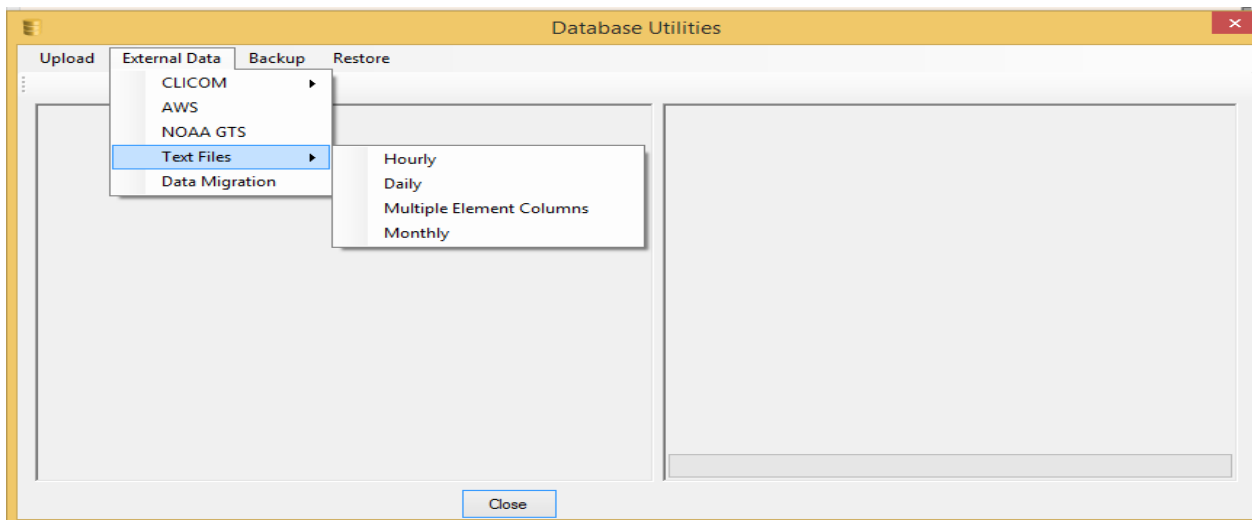 Database Utilities
Upload External Data Backup Restore
CLICOM
AWS
NOAA GTS
Text Files
Data Migration
Hourly
Daily
Multiple Element Columns
Monthly
Close